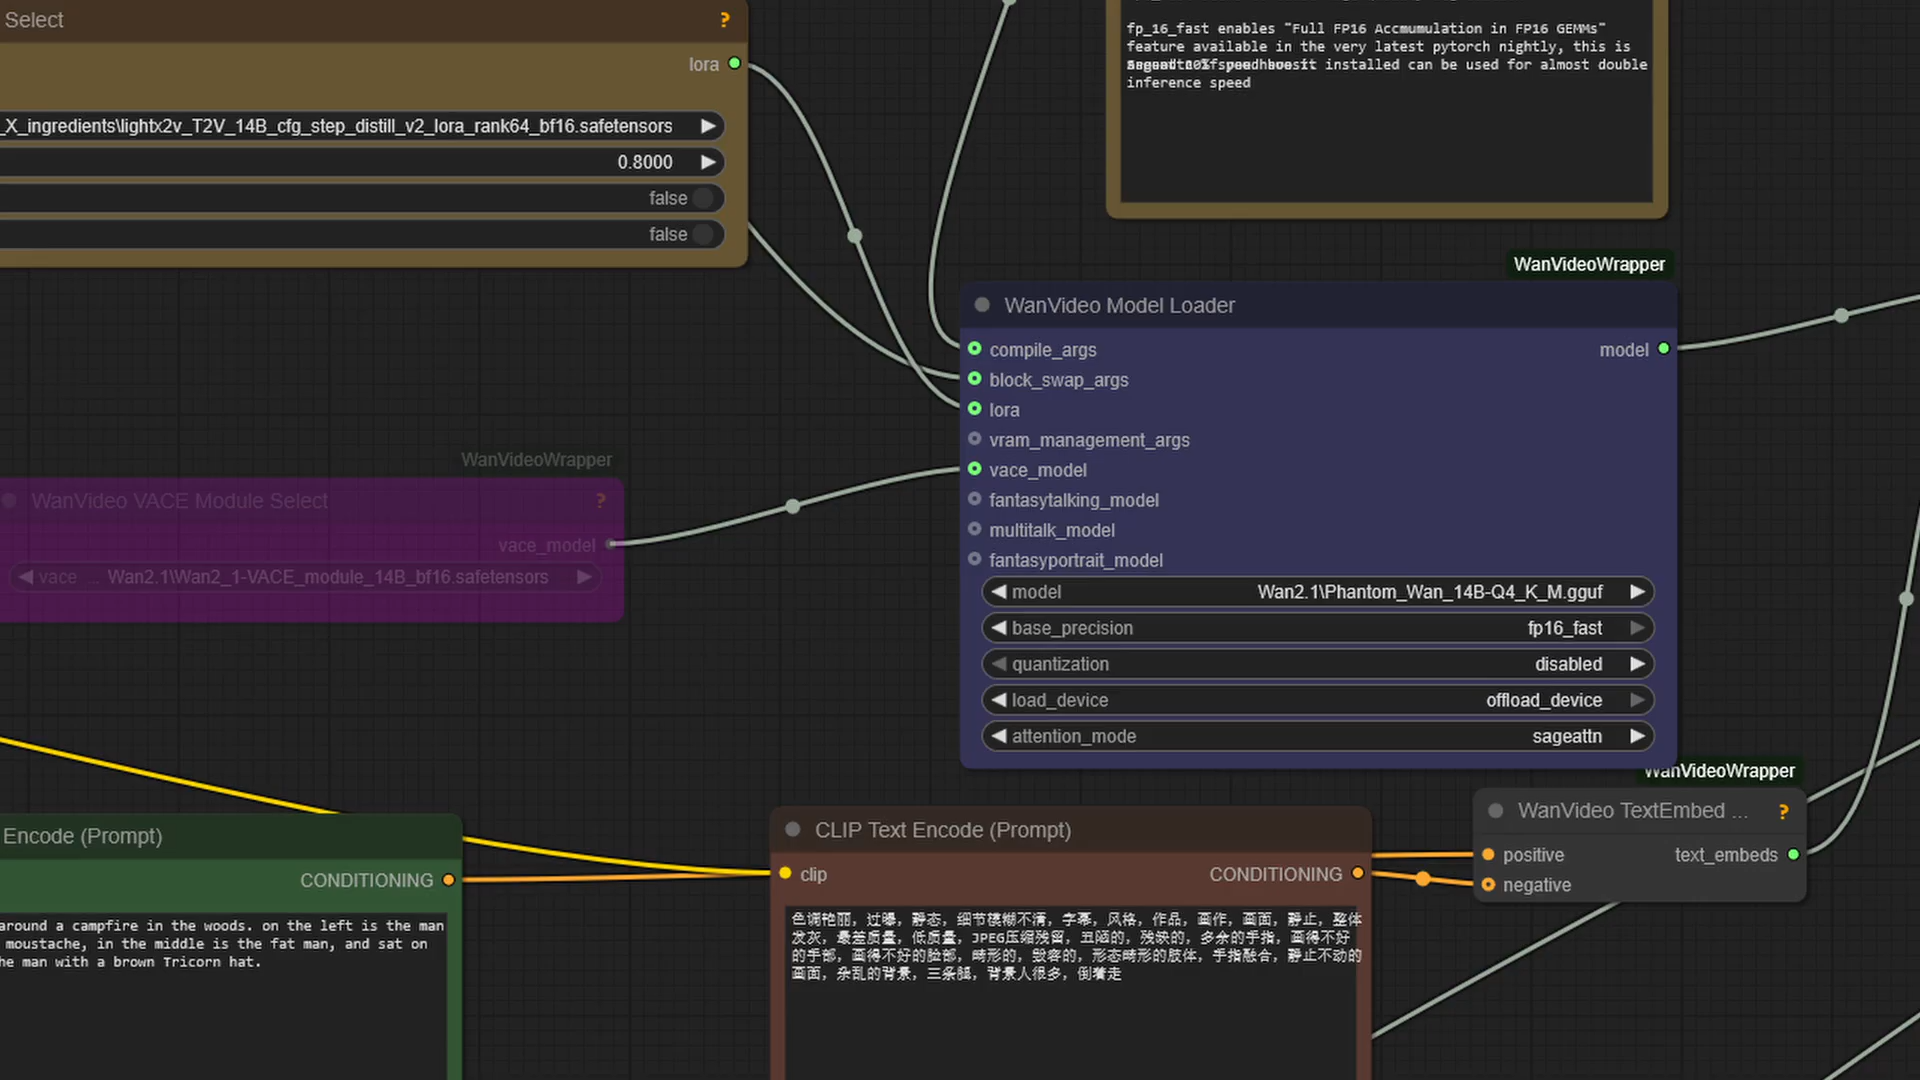 Select
?
lora
_X_ingredients\lightx2v_T2V_14B_cfg_step_distill_v2_lora_rank64_bf16.safetensors
0.8000
false
false
fp_16_fast enables "Full FP16 Accmumulation in FP16 GEMMs"
feature available in the very latest pytorch nightly, this is
installed can be used for almost double
inference speed
WanVideoWrapper
WanVideo Model Loader
compile_args
model
block_swap_args
lora
vram_management_args
vace_model
fantasytalking_model
multitalk_model
fantasyportrait_model
model Wan2.1\Phantom_Wan_14B-Q4_K_M.gguf
base_precision fp16_fast
quantization disabled
load_device offload_device
attention_mode sageattn
WanVideoWrapper
WanVideo VACE Module Select
?
vace_model
vace ... Wan2.1\Wan2_1-VACE_module_14B_bf16.safetensors
Encode (Prompt)
CONDITIONING
around a campfire in the woods. on the left is the man
moustache, in the middle is the fat man, and sat on
he man with a brown Tricorn hat.
CLIP Text Encode (Prompt)
clip
CONDITIONING
色调艳丽，过曝，静态，细节模糊不清，字幕，风格，作品，画作，画面，静止，整体
发灰，最差质量，低质量，JPEG压缩残留，丑陋的，残缺的，多余的手指，画得不好
的手部，画得不好的脸部，畸形的，毁容的，形态畸形的肢体，手指融合，静止不动的
画面，杂乱的背景，三条腿，背景人很多，倒着走
WanVideoWrapper
WanVideo TextEmbed ...
?
positive
text_embeds
negative